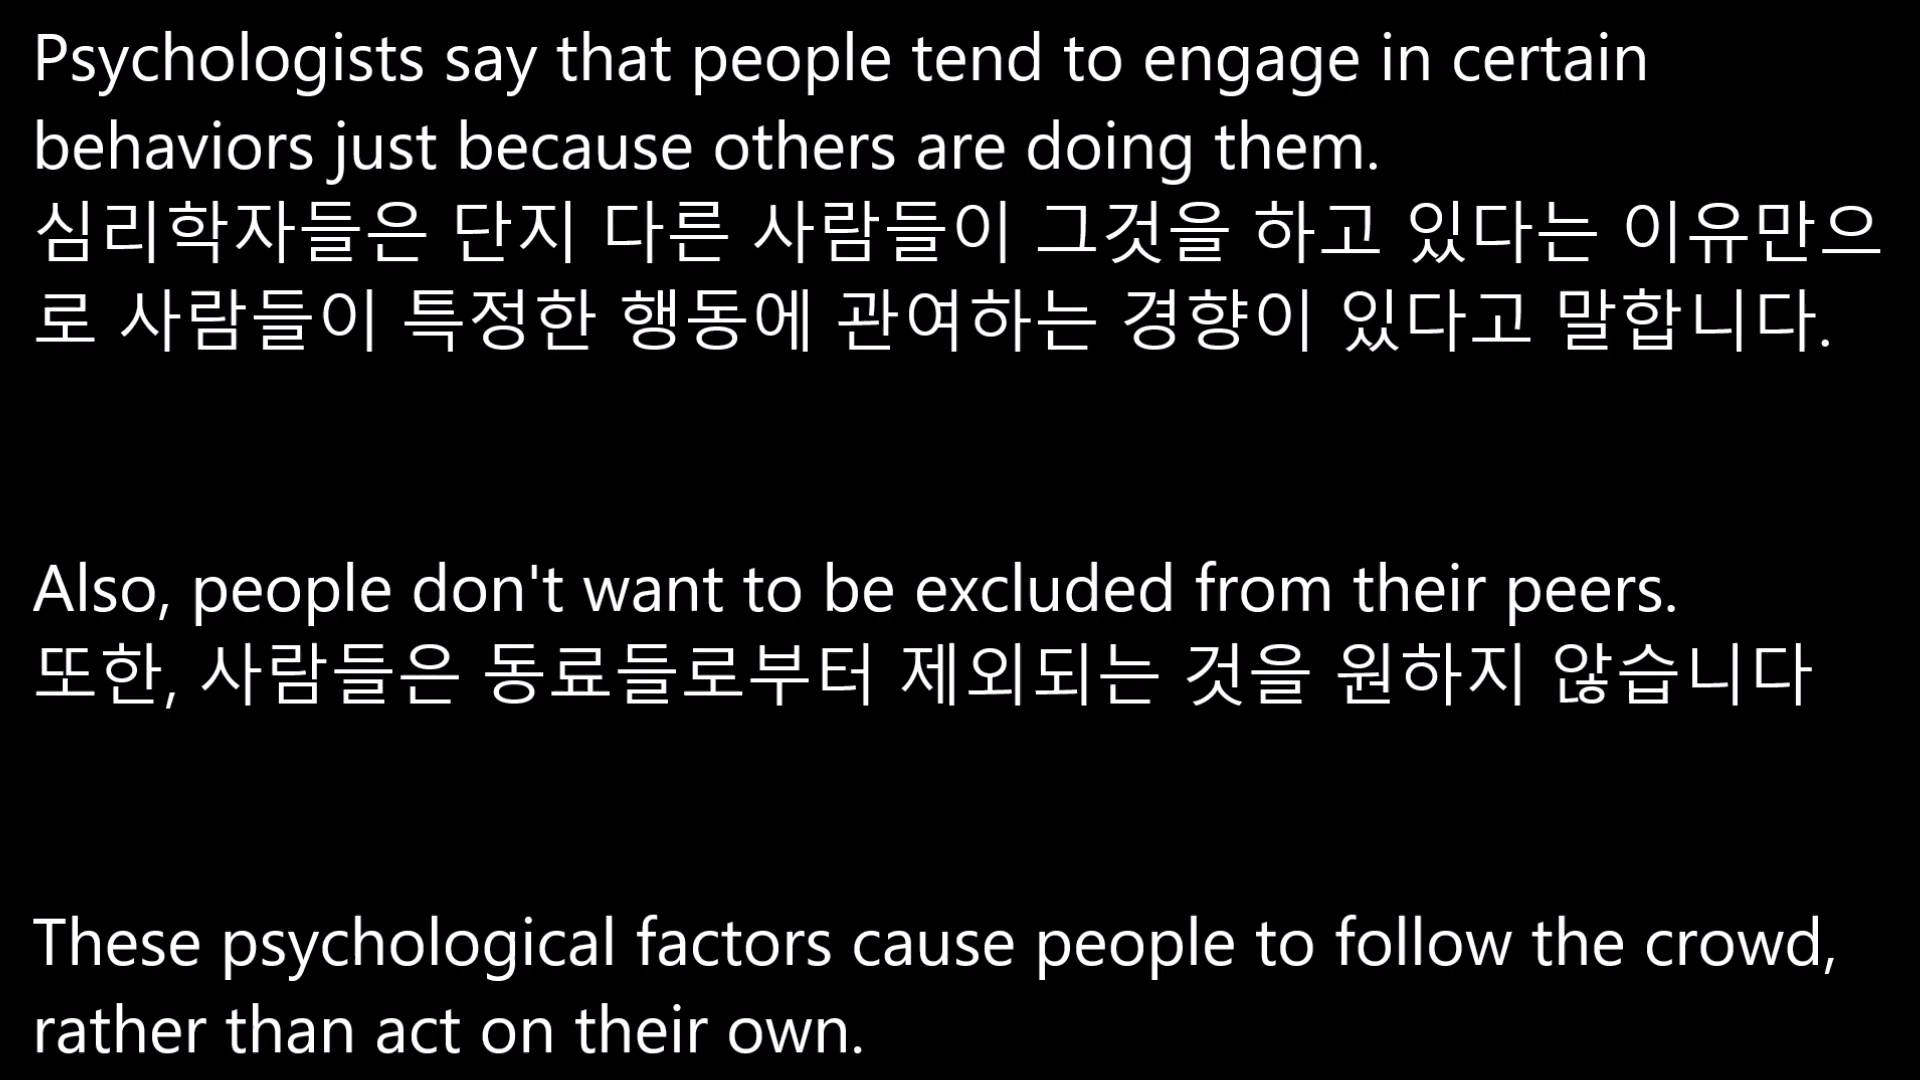 Psychologists say that people tend to engage in certain
behaviors just because others are doing them.
심리학자들은 단지 다른 사람들이 그것을 하고 있다는 이유만으
로 사람들이 특정한 행동에 관여하는 경향이 있다고 말합니다.
Also, people don't want to be excluded from their peers.
또한, 사람들은 동료들로부터 제외되는 것을 원하지 않습니다
These psychological factors cause people to follow the crowd,
rather than act on their own.